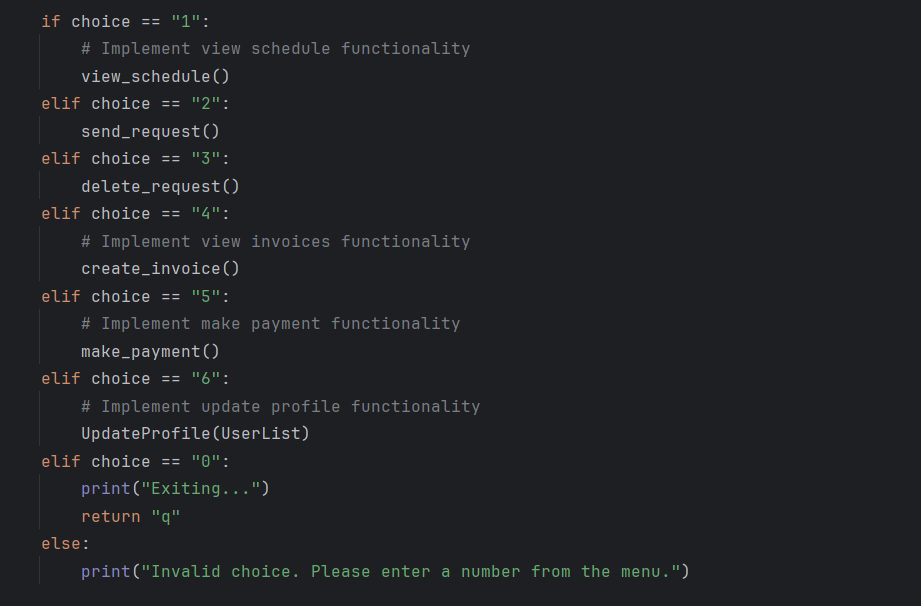 if choice == "1":
    # Implement view schedule functionality
    view_schedule()
elif choice == "2":
    send_request()
elif choice == "3":
    delete_request()
elif choice == "4":
    # Implement view invoices functionality
    create_invoice()
elif choice == "5":
    # Implement make payment functionality
    make_payment()
elif choice == "6":
    # Implement update profile functionality
    UpdateProfile(UserList)
elif choice == "0":
    print("Exiting...")
    return "q"
else:
    print("Invalid choice. Please enter a number from the menu.")